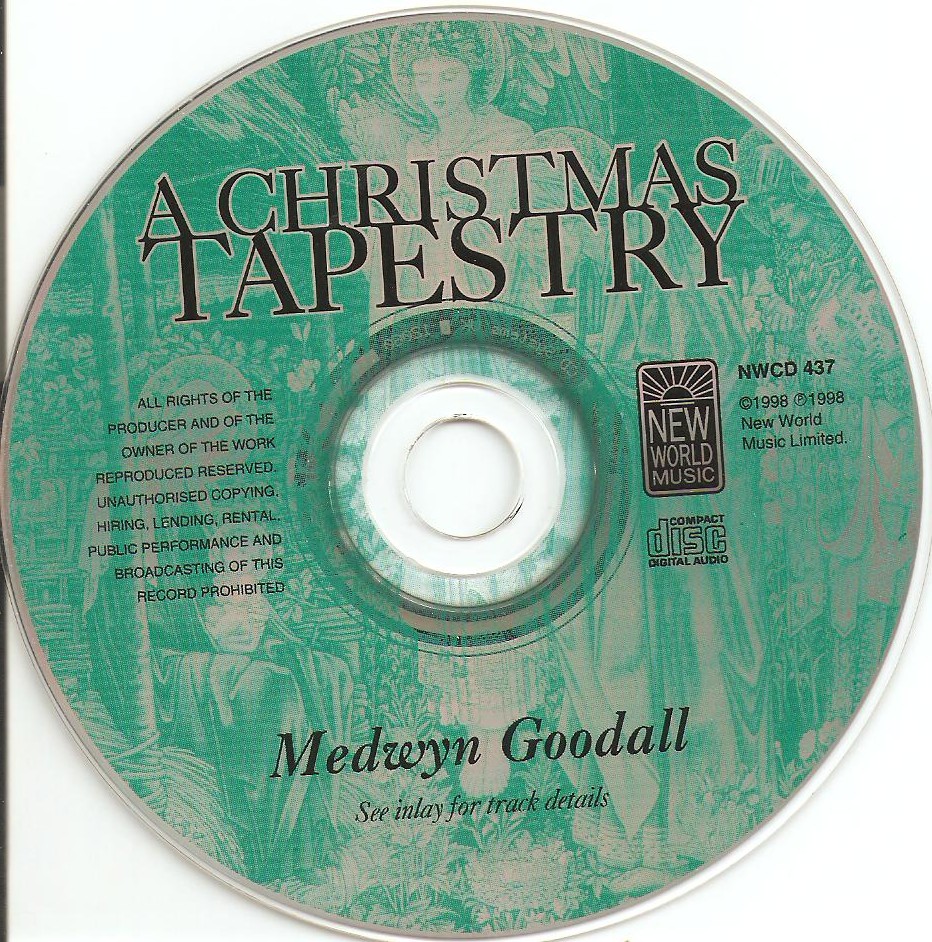 A CHRISTMAS
TAPESTRY
ALL RIGHTS OF THE
PRODUCER AND OF THE
OWNER OF THE WORK
REPRODUCED RESERVED.
UNAUTHORISED COPYING,
HIRING, LENDING, RENTAL,
PUBLIC PERFORMANCE AND
BROADCASTING OF THIS
RECORD PROHIBITED
NEW
WORLD
MUSIC
NWCD 437
©1998 ℗1998
New World
Music Limited.
COMPACT
disc
DIGITAL AUDIO
Medwyn Goodall
See inlay for track details